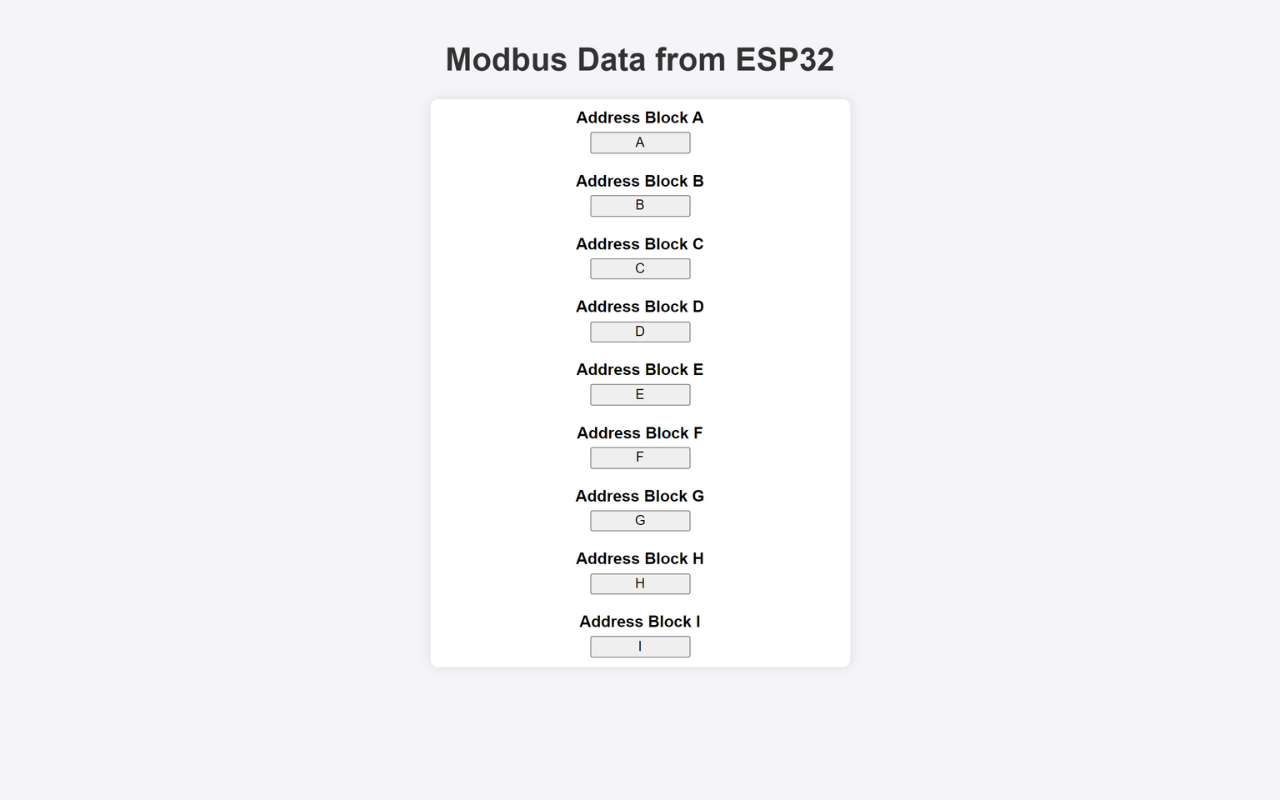 Modbus Data from ESP32
Address Block A
A
Address Block B
B
Address Block C
C
Address Block D
D
Address Block E
E
Address Block F
F
Address Block G
G
Address Block H
H
Address Block I
I